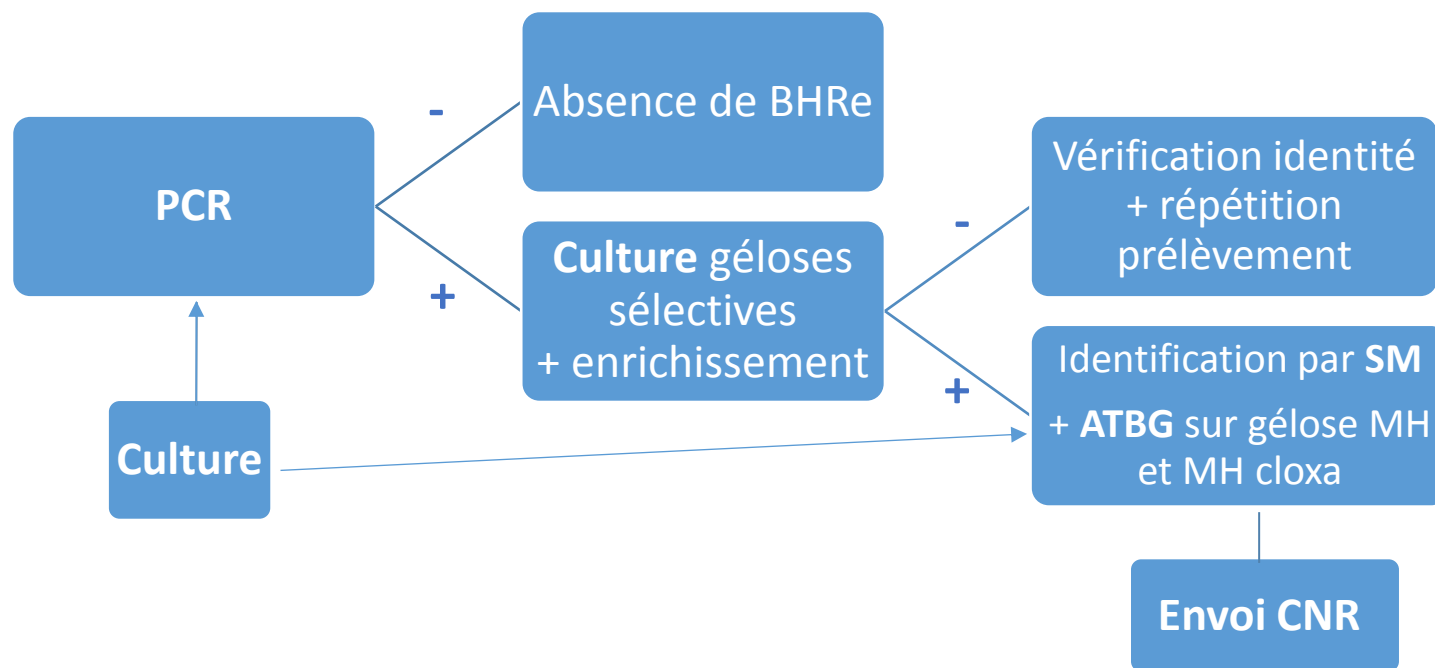 PCR
-
+
Absence de BHRe
Culture géloses
sélectives
+ enrichissement
-
+
Vérification identité
+ répétition
prélèvement
Identification par SM
+ ATBG sur gélose MH
et MH cloxa
Culture
Envoi CNR